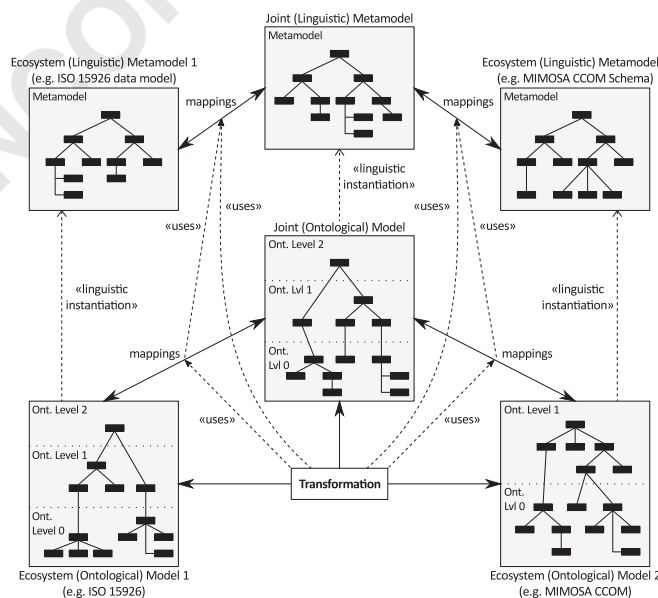 Joint (Linguistic) Metamodel
Metamodel
Ecosystem (Linguistic) Metamodel 1
(e.g. ISO 15926 data model)
Metamodel
mappings
Ecosystem (Linguistic) Metamodel
(e.g. MIMOSA CCOM Schema)
Metamodel
mappings
«linguistic
instantiation»
«uses»
«uses»
«uses»
«uses»
Joint (Ontological) Model
Ont. Level 2
Ont. Lvl 1
Ont.
Lvl 0
«linguistic
instantiation»
«linguistic
instantiation»
mappings
mappings
«uses»
«uses»
Ont. Level 2
Ont. Level 1
Ont.
Level 0
Ecosystem (Ontological) Model 1
(e.g. ISO 15926)
Transformation
Ont. Level 1
Ont.
Lvl 0
Ecosystem (Ontological) Model 2
(e.g. MIMOSA CCOM)